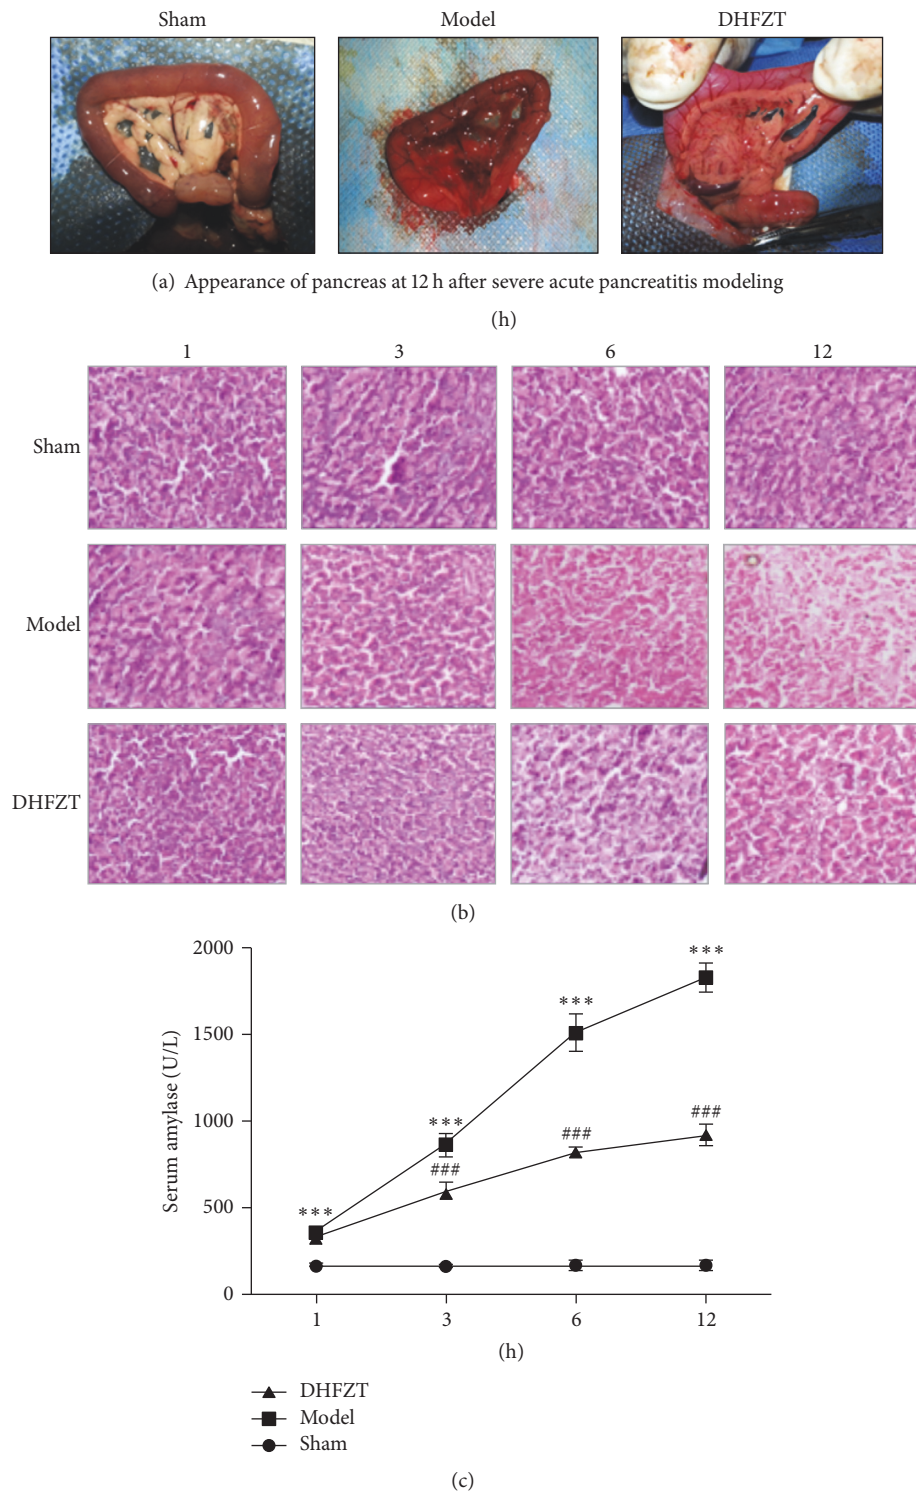 Sham Model DHFZT
(a) Appearance of pancreas at 12 h after severe acute pancreatitis modeling
(h)
1 3 6 12
Sham
Model
DHFZT
(b)
2000
1500
1000
500
0
Serum amylase (U/L)
*** *** *** ***
### ### ###
1 3 6 12
(h)
DHFZT
Model
Sham
(c)